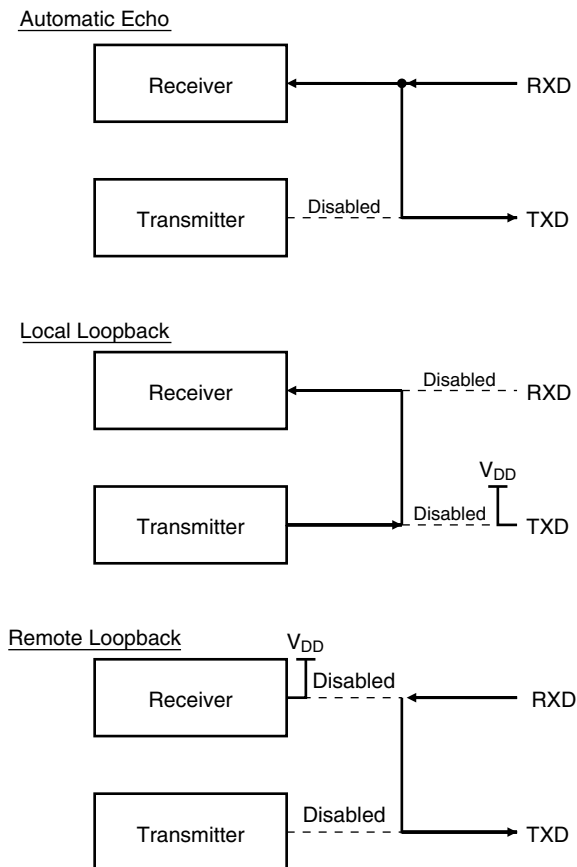 Automatic Echo
Receiver
RXD
Transmitter
Disabled
TXD
Local Loopback
Receiver
Disabled
RXD
VDD
Transmitter
Disabled
TXD
Remote Loopback
VDD
Receiver
Disabled
RXD
Transmitter
Disabled
TXD